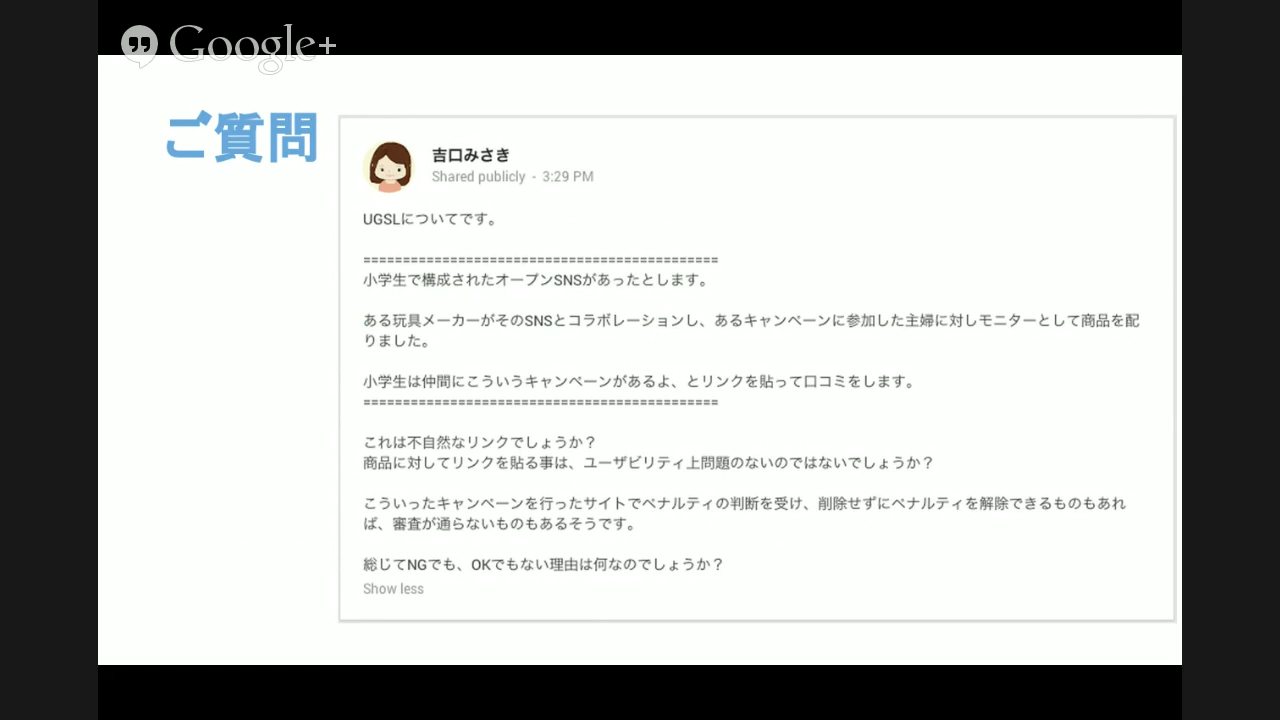 Google+
ご質問
吉口みさき
Shared publicly - 3:29 PM
UGSLについてです。
============================================
小学生で構成されたオープンSNSがあったとします。
ある玩具メーカーがそのSNSとコラボレーションし、あるキャンペーンに参加した主婦に対しモニターとして商品を配
りました。
小学生は仲間にこういうキャンペーンがあるよ、とリンクを貼って口コミをします。
============================================
これは不自然なリンクでしょうか？
商品に対してリンクを貼る事は、ユーザビリティ上問題のないのではないでしょうか？
こういったキャンペーンを行ったサイトでペナルティの判断を受け、削除せずにペナルティを解除できるものもあれ
ば、審査が通らないものもあるそうです。
総じてNGでも、OKでもない理由は何なのでしょうか？
Show less